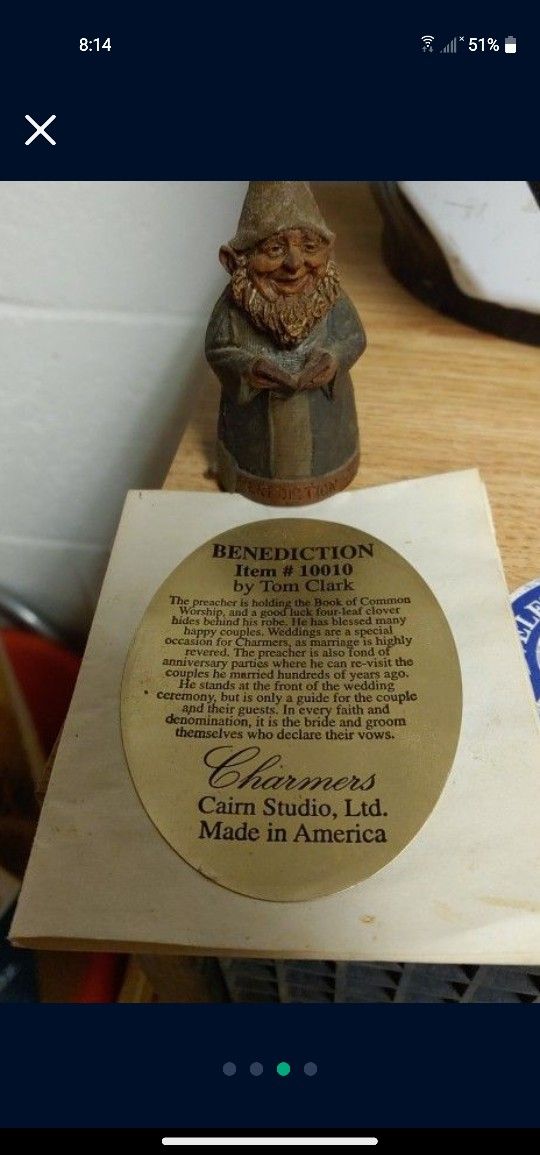 8:14
51%
BENEDICTION
BENEDICTION
Item # 10010
by Tom Clark
The preacher is holding the Book of Common
Worship, and a good luck four-leaf clover
hides behind his robe. He has blessed many
happy couples. Weddings are a special
occasion for Charmers, as marriage is highly
revered. The preacher is also fond of
anniversary parties where he can re-visit the
couples he married hundreds of years ago.
He stands at the front of the wedding
ceremony, but is only a guide for the couple
and their guests. In every faith and
denomination, it is the bride and groom
themselves who declare their vows.
Charmers
Cairn Studio, Ltd.
Made in America